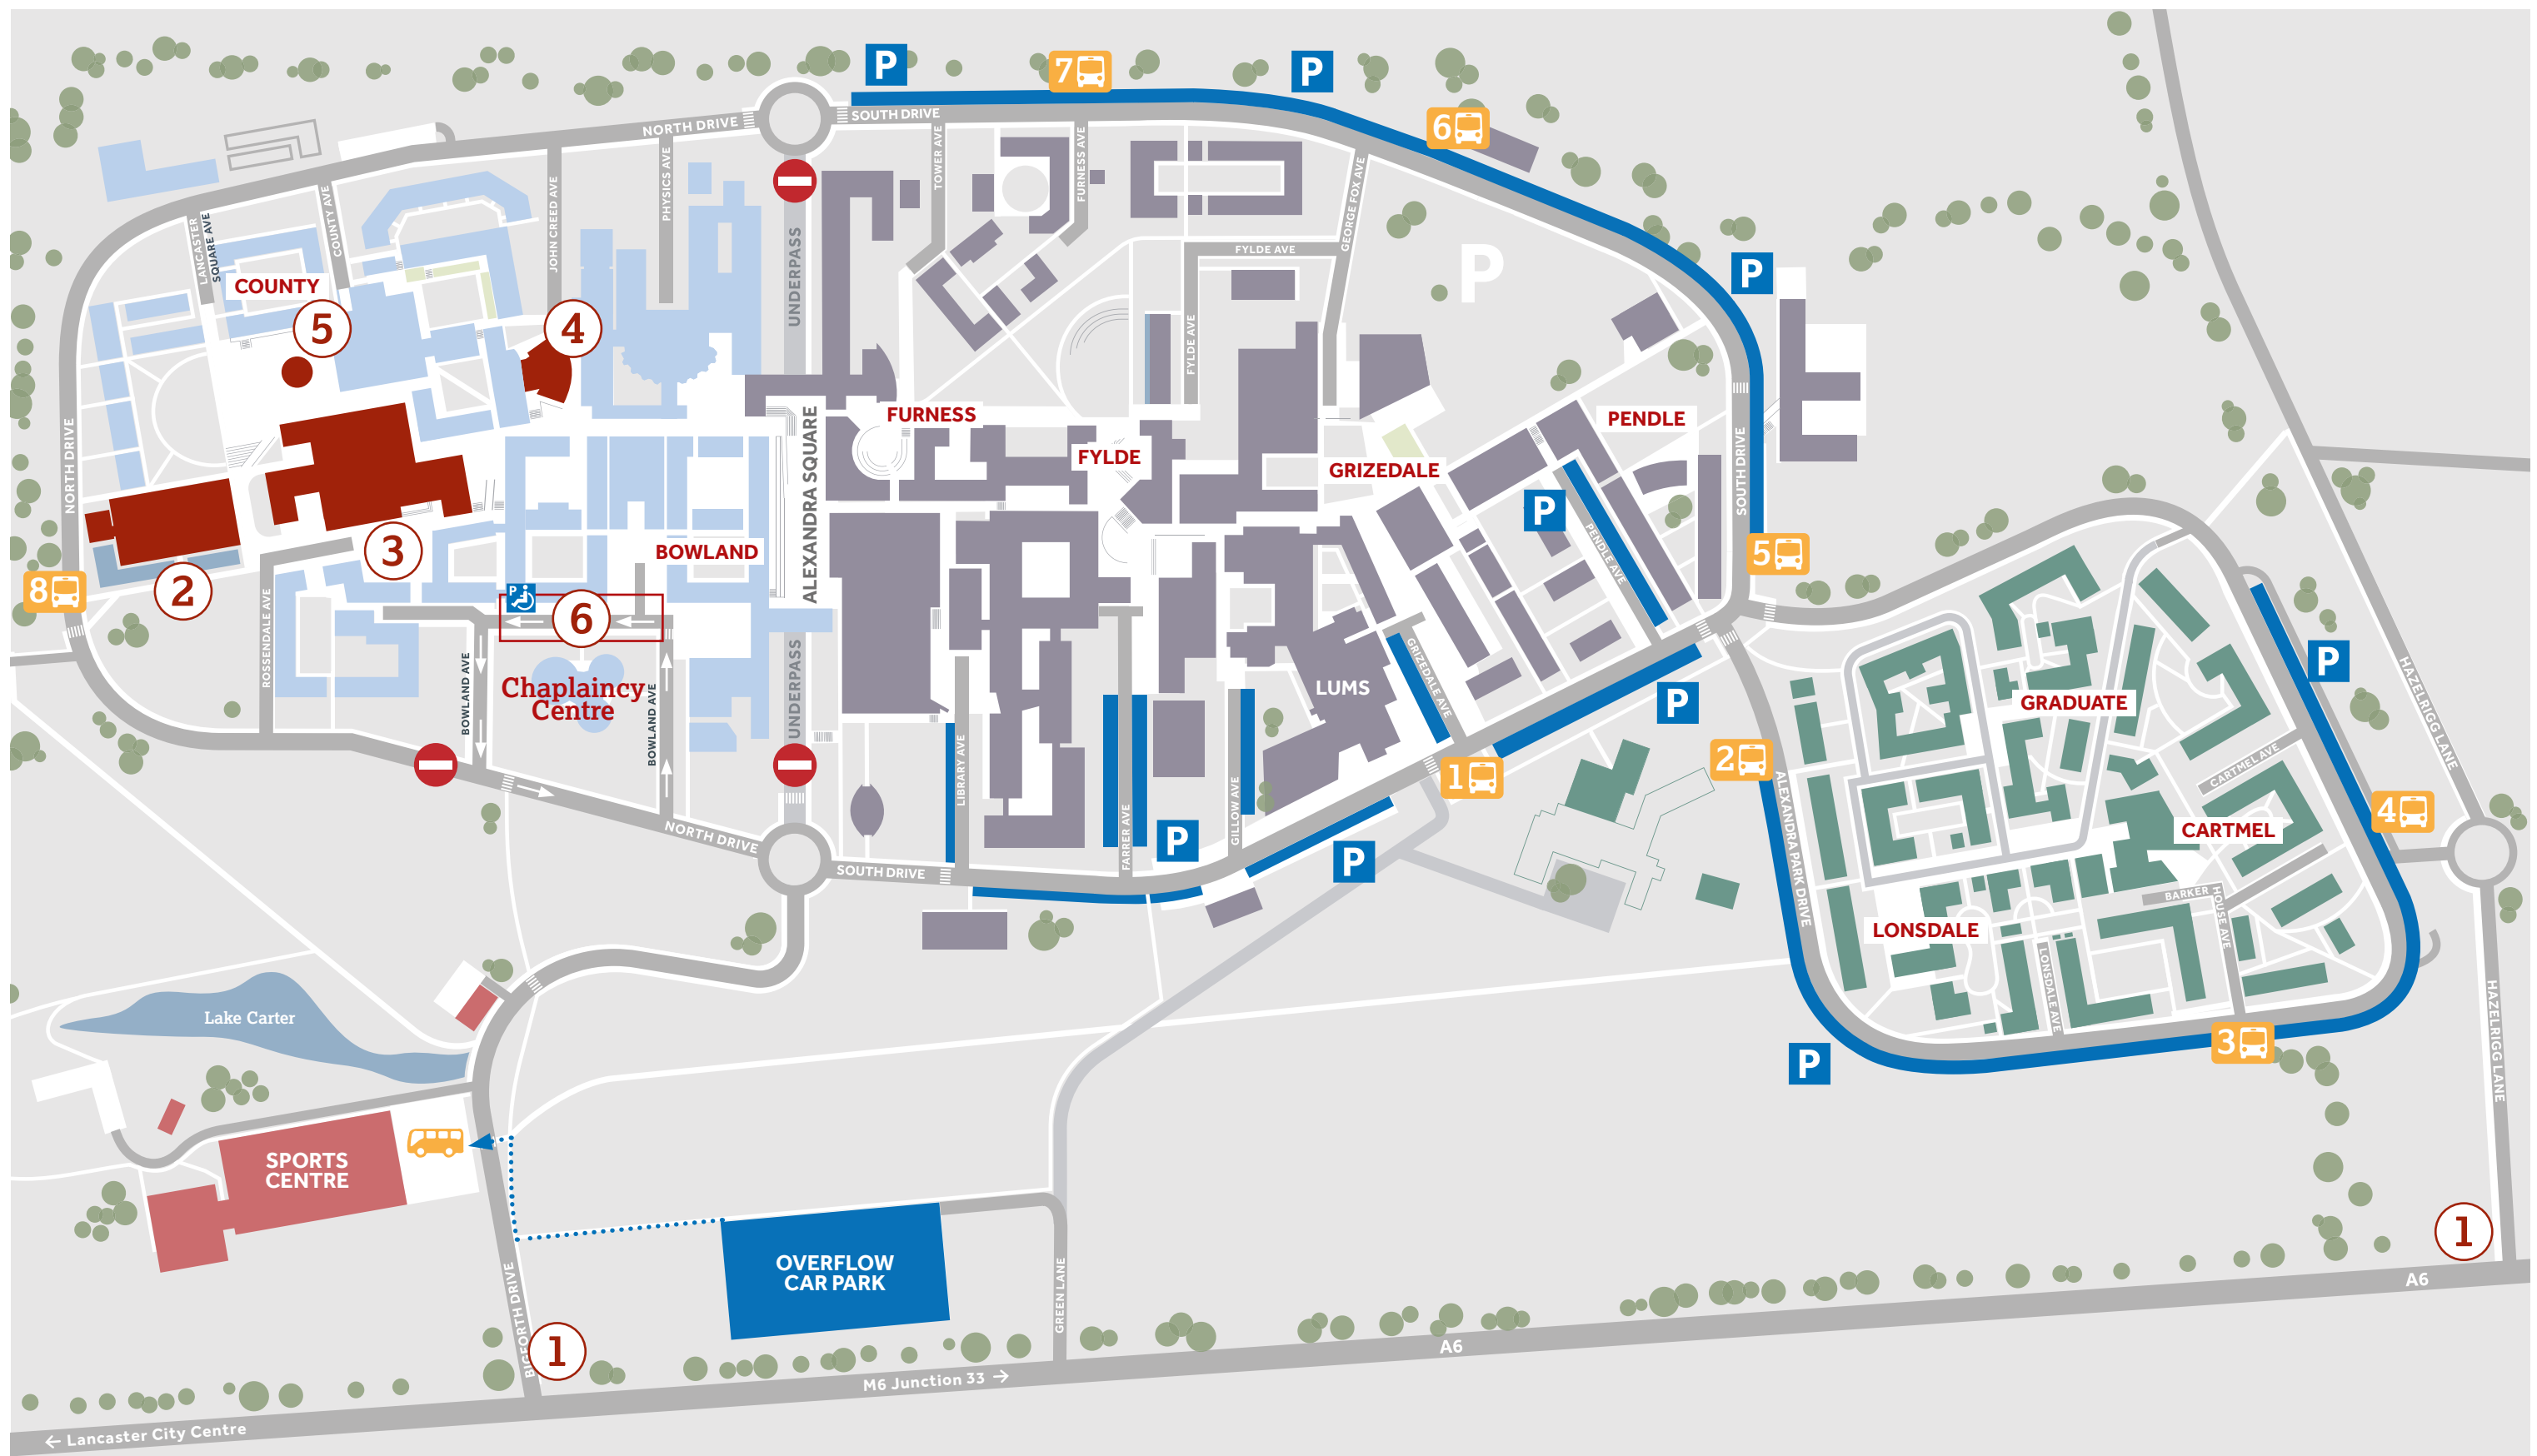 P
7
P
6
NORTH DRIVE
SOUTH DRIVE
TOWER AVE
FURNESS AVE
PHYSICS AVE
JOHN CREED AVE
GEORGE FOX AVE
LANCASTER
SQUARE AVE
COUNTY AVE
UNDERPASS
FYLDE AVE
P
P
COUNTY
5
4
FYLDE AVE
NORTH DRIVE
ALEXANDRA SQUARE
FURNESS
FYLDE
GRIZEDALE
PENDLE
SOUTH DRIVE
P
PENDLE AVE
3
BOWLAND
5
8
2
P
6
ROSSENDALE AVE
BOWLAND AVE
Chaplaincy
Centre
BOWLAND AVE
UNDERPASS
LUMS
GRIZEDALE AVE
P
P
HAZELRIGG LANE
GRADUATE
2
1
LIBRARY AVE
FARRER AVE
GILLOW AVE
ALEXANDRA PARK DRIVE
CARTMEL AVE
4
CARTMEL
NORTH DRIVE
SOUTH DRIVE
P
P
BARKER
HOUSE AVE
LONSDALE
LONSDALE AVE
Lake Carter
3
P
HAZELRIGG LANE
SPORTS
CENTRE
OVERFLOW
CAR PARK
GREEN LANE
BIGFORTH DRIVE
1
1
A6
A6
M6 Junction 33 →
← Lancaster City Centre